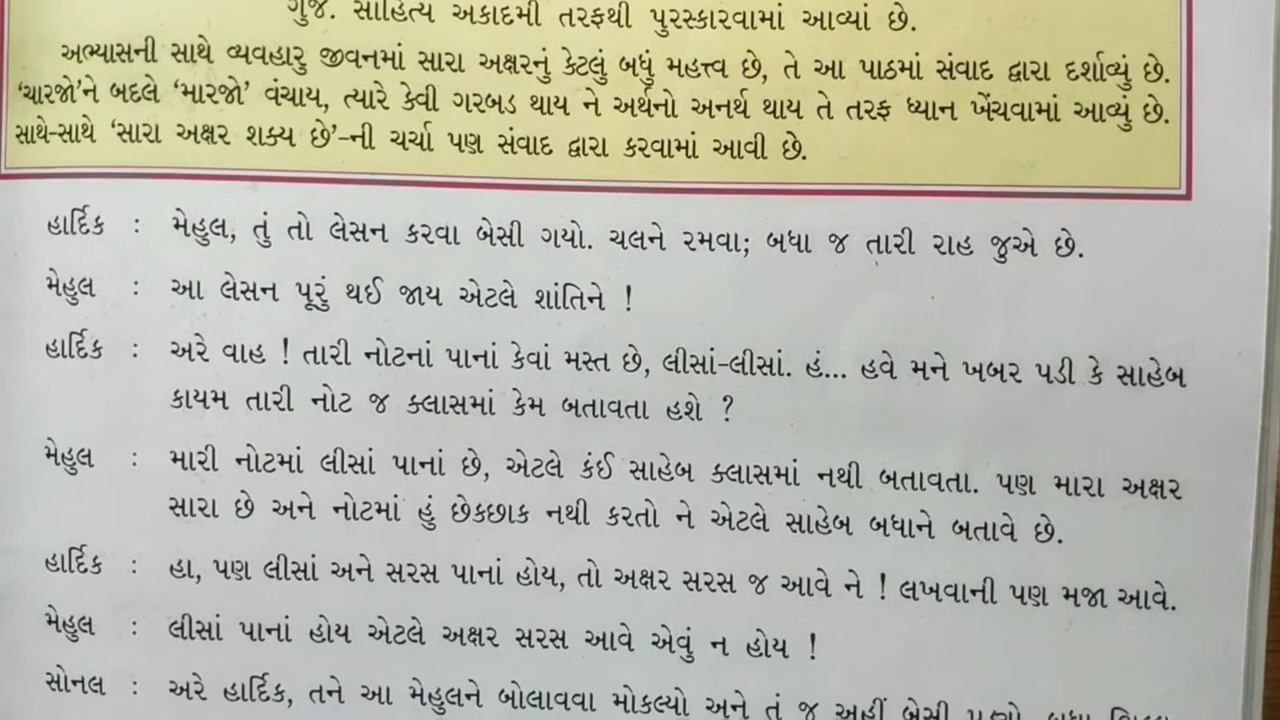 ગુજ. સાહિત્ય અકાદમી તરફથી પુરસ્કારવામાં આવ્યાં છે.
અભ્યાસની સાથે વ્યવહારુ જીવનમાં સારા અક્ષરનું કેટલું બધું મહત્ત્વ છે, તે આ પાઠમાં સંવાદ દ્વારા દર્શાવ્યું છે.
‘ચારજો’ને બદલે ‘મારજો’ વંચાય, ત્યારે કેવી ગરબડ થાય ને અર્થનો અનર્થ થાય તે તરફ ધ્યાન ખેંચવામાં આવ્યું છે.
સાથે-સાથે ‘સારા અક્ષર શક્ય છે’-ની ચર્ચા પણ સંવાદ દ્વારા કરવામાં આવી છે.
હાર્દિક : મેહુલ, તું તો લેસન કરવા બેસી ગયો. ચલને રમવા; બધા જ તારી રાહ જુએ છે.
મેહુલ : આ લેસન પૂરું થઈ જાય એટલે શાંતિને !
હાર્દિક : અરે વાહ ! તારી નોટનાં પાનાં કેવાં મસ્ત છે, લીસાં-લીસાં. હં... હવે મને ખબર પડી કે સાહેબ
કાયમ તારી નોટ જ ક્લાસમાં કેમ બતાવતા હશે ?
મેહુલ : મારી નોટમાં લીસાં પાનાં છે, એટલે કંઈ સાહેબ ક્લાસમાં નથી બતાવતા. પણ મારા અક્ષર
સારા છે અને નોટમાં હું છેકછાક નથી કરતો ને એટલે સાહેબ બધાને બતાવે છે.
હાર્દિક : હા, પણ લીસાં અને સરસ પાનાં હોય, તો અક્ષર સરસ જ આવે ને ! લખવાની પણ મજા આવે.
મેહુલ : લીસાં પાનાં હોય એટલે અક્ષર સરસ આવે એવું ન હોય !
સોનલ : અરે હાર્દિક, તને આ મેહુલને બોલાવવા મોકલ્યો અને તું જ અહીં બેસી